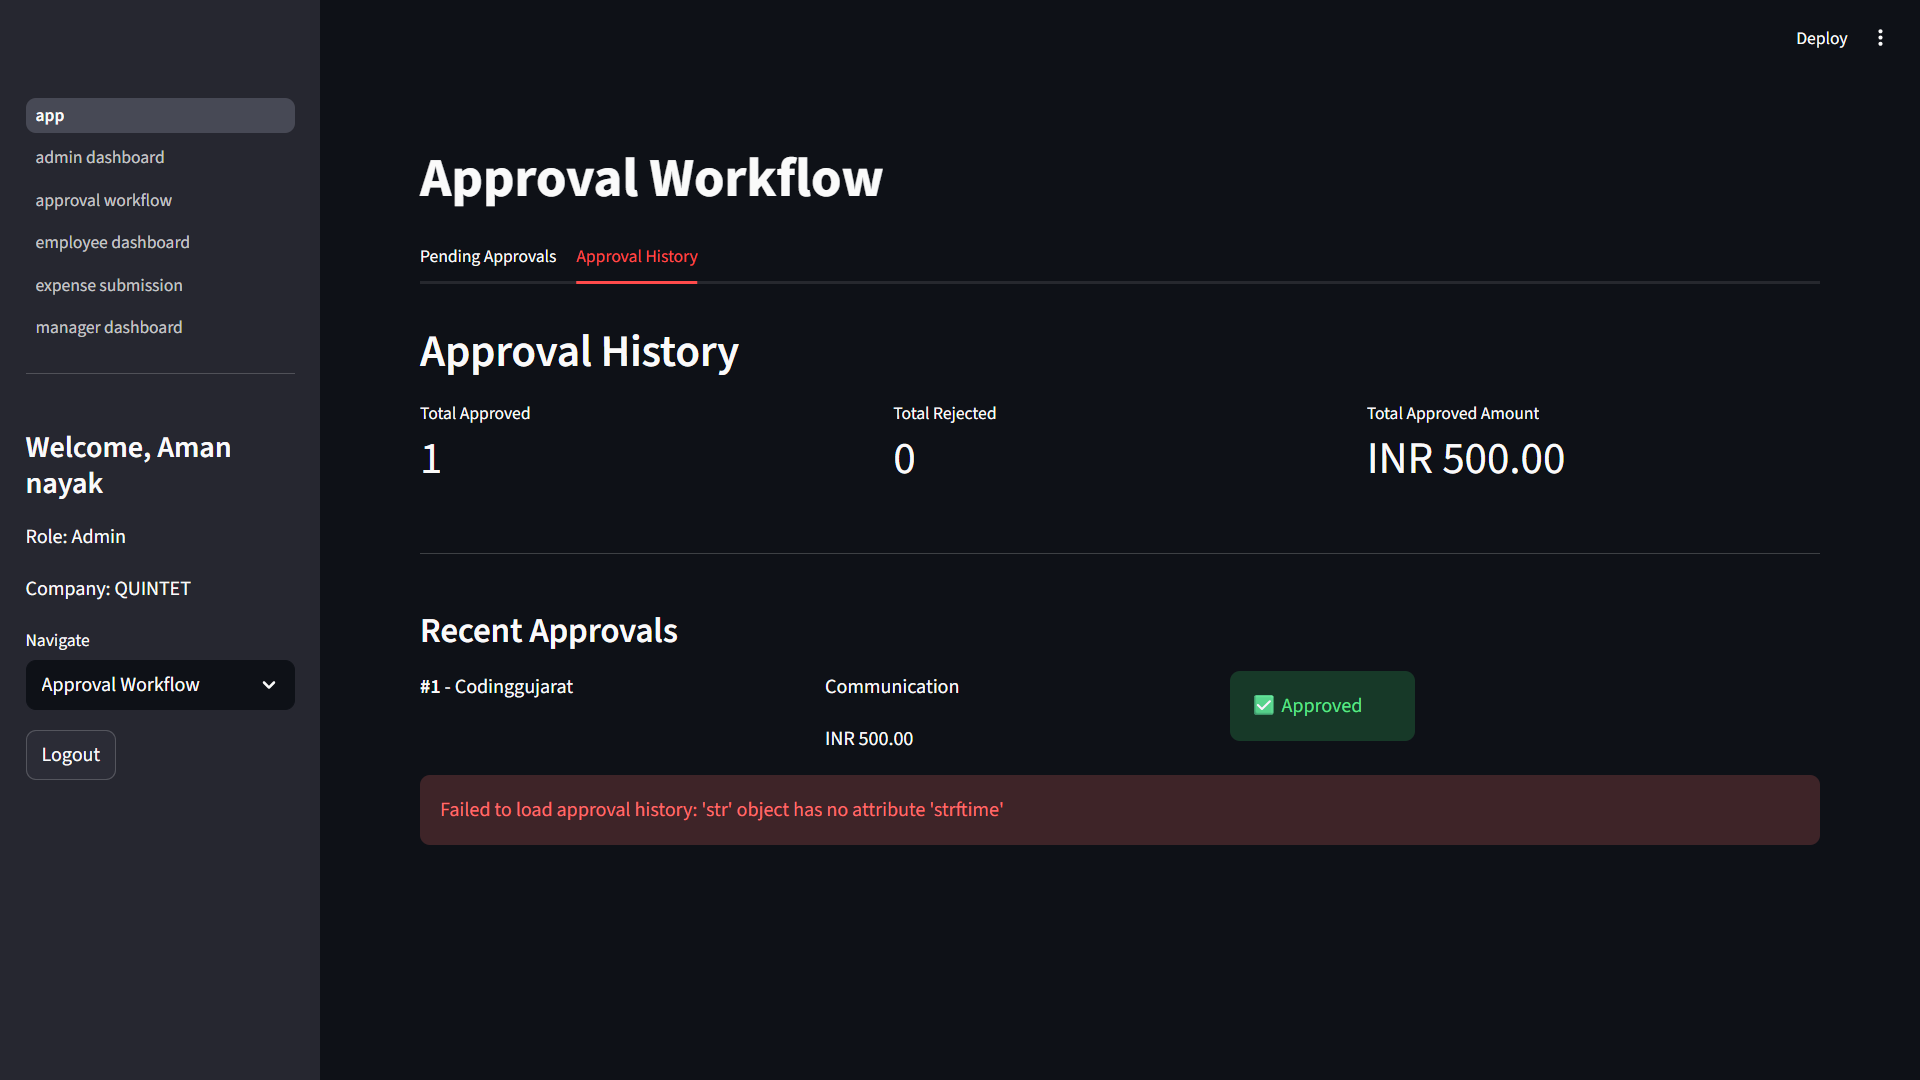 Deploy
app
admin dashboard
approval workflow
employee dashboard
expense submission
manager dashboard
Welcome, Aman
nayak
Role: Admin
Company: QUINTET
Navigate
Approval Workflow
Logout
Approval Workflow
Pending Approvals Approval History
Approval History
Total Approved Total Rejected Total Approved Amount
1 0 INR 500.00
Recent Approvals
#1 - Codinggujarat Communication ✅ Approved
INR 500.00
Failed to load approval history: 'str' object has no attribute 'strftime'